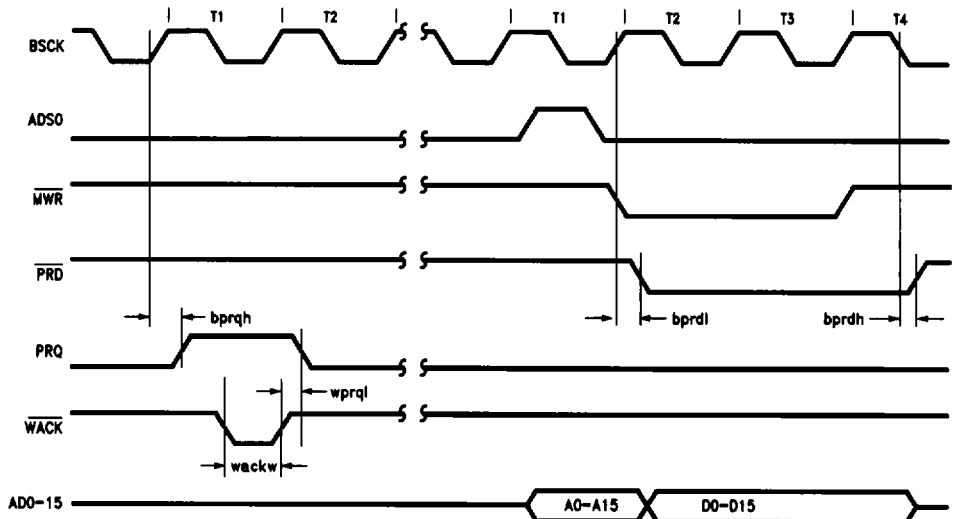 T1 T2 T1 T2 T3 T4
BSCK
ADS0
MWR
PRD
bprqh bprdl bprdh
PRQ
wprql
WACK
wackw
AD0-15 A0-A15 D0-D15